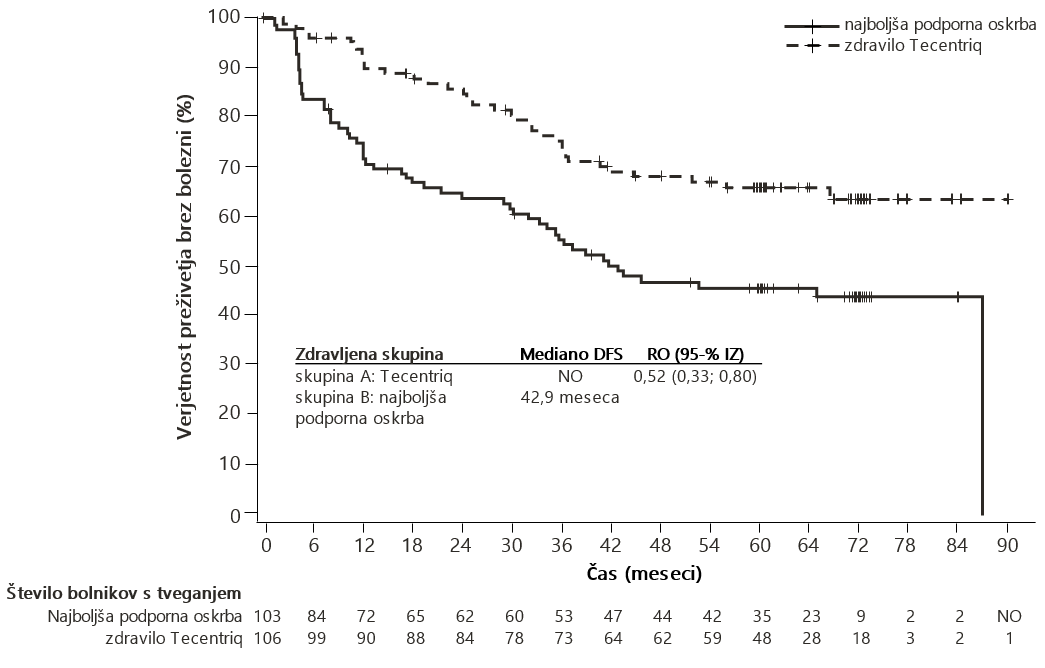 najboljša podporna oskrba
zdravilo Tecentriq
Verjetnost preživetja brez bolezni (%)
100
90
80
70
60
50
40
30
20
10
0
Zdravljena skupina Mediano DFS RO (95-% IZ)
skupina A: Tecentriq NO 0,52 (0,33; 0,80)
skupina B: najboljša 42,9 meseca
podporna oskrba
0 6 12 18 24 30 36 42 48 54 60 64 72 78 84 90
Čas (meseci)
Število bolnikov s tveganjem
Najboljša podporna oskrba 103 84 72 65 62 60 53 47 44 42 35 23 9 2 2 NO
zdravilo Tecentriq 106 99 90 88 84 78 73 64 62 59 48 28 18 3 2 1